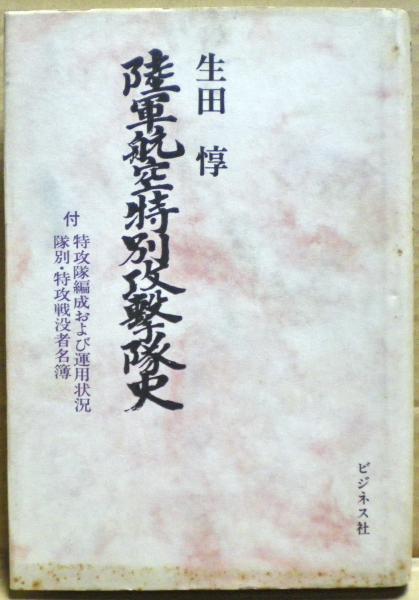 生田 惇
陸軍航空特別攻撃隊史
付 特攻隊編成および運用状況
隊別・特攻戦没者名簿
ビジネス社